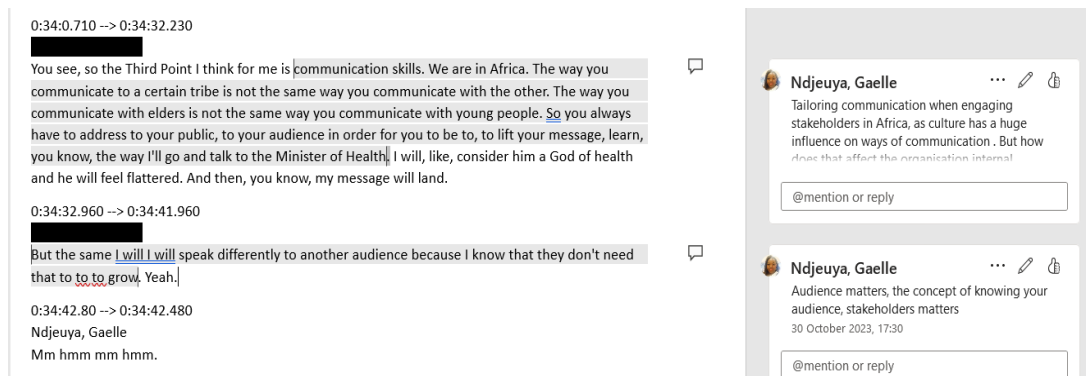 0:34:0.710 --> 0:34:32.230
You see, so the Third Point I think for me is communication skills. We are in Africa. The way you
communicate to a certain tribe is not the same way you communicate with the other. The way you
communicate with elders is not the same way you communicate with young people. So you always
have to address to your public, to your audience in order for you to be to, to lift your message, learn,
you know, the way I'll go and talk to the Minister of Health. I will, like, consider him a God of health
and he will feel flattered. And then, you know, my message will land.
0:34:32.960 --> 0:34:41.960
But the same I will I will speak differently to another audience because I know that they don't need
that to to to grow. Yeah.
0:34:42.80 --> 0:34:42.480
Ndjeuya, Gaelle
Mm hmm mm hmm.
Ndjeuya, Gaelle
Tailoring communication when engaging
stakeholders in Africa, as culture has a huge
influence on ways of communication . But how
does that affect the organisation internal
@mention or reply
Ndjeuya, Gaelle
Audience matters, the concept of knowing your
audience, stakeholders matters
30 October 2023, 17:30
@mention or reply